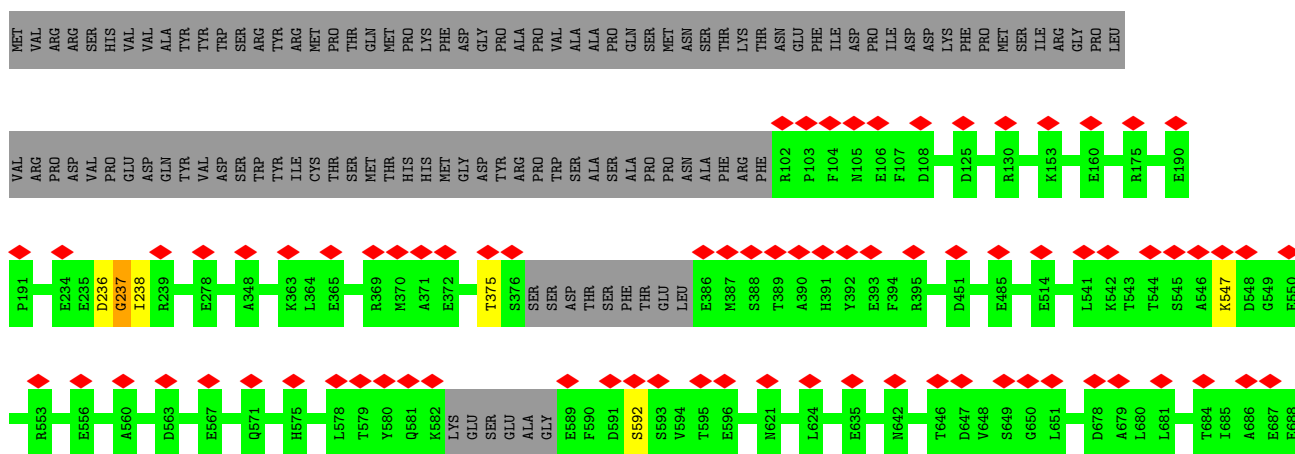 MET VAL ARG ARG SER HIS VAL VAL ALA TYR TYR TRP SER ARG TYR ARG MET PRO THR GLN MET PRO LYS PHE ASP GLY PRO ALA PRO VAL ALA ALA PRO GLN SER MET ASN SER THR LYS THR ASN GLU PHE ILE ASP PRO ILE ASP ASP LYS PHE PRO MET SER ILE ARG GLY PRO LEU
VAL ARG PRO ASP VAL PRO GLU ASP GLN TYR VAL ASP SER TRP TYR ILE CYS THR SER MET THR HIS HIS MET GLY ASP TYR ARG PRO TRP SER ALA SER ALA PRO PRO ASN ALA PHE ARG PHE R102 P103 F104 N105 E106 F107 D108 D125 R130 K153 E160 R175 E190
P191 E234 E235 D236 G237 I238 R239 E278 A348 K363 L364 E365 R369 M370 A371 E372 T375 S376 SER SER ASP THR SER PHE THR GLU LEU E386 M387 S388 T389 A390 H391 Y392 E393 F394 R395 D451 E485 E514 L541 K542 T543 T544 S545 A546 K547 D548 G549 E550
R553 E556 A560 D563 E567 Q571 H575 L578 T579 Y580 Q581 K582 LYS GLU SER GLU ALA GLY E589 F590 D591 S592 S593 V594 T595 E596 N621 L624 E635 N642 T646 D647 V648 S649 G650 L651 D678 A679 L680 L681 T684 I685 A686 E687 E688